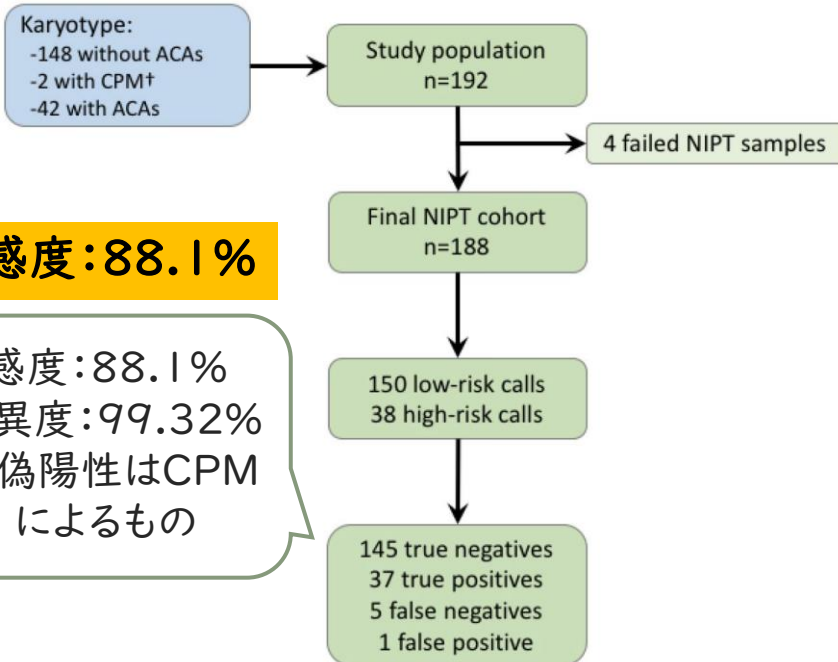 Karyotype:
-148 without ACAs
-2 with CPM†
-42 with ACAs
Study population
n=192
4 failed NIPT samples
Final NIPT cohort
n=188
感度:88.1%
感度:88.1%
異度:99.32%
偽陽性はCPM
によるもの
150 low-risk calls
38 high-risk calls
145 true negatives
37 true positives
5 false negatives
1 false positive